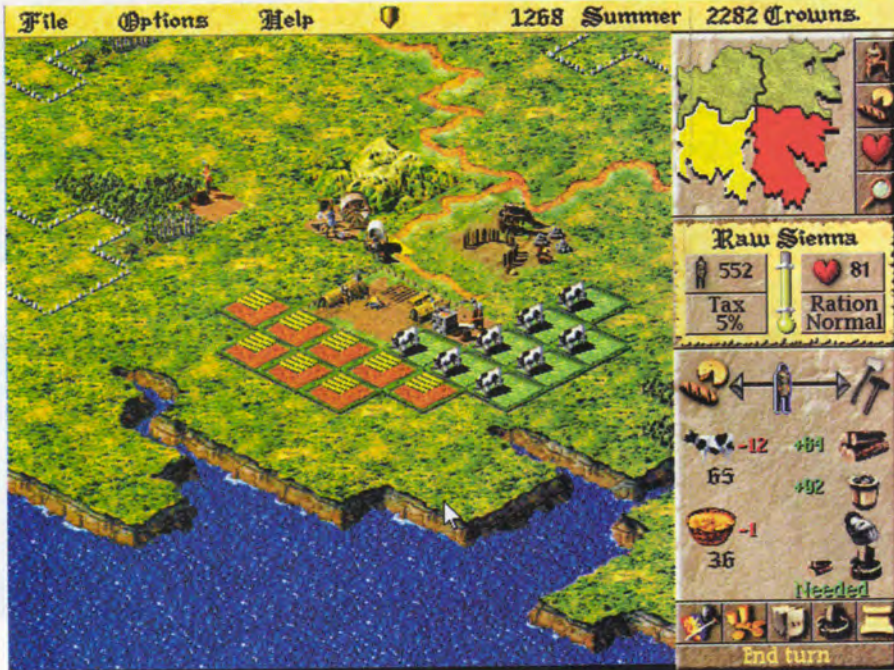 File Options Help 1268 Summer 2282 Crowns.
Raw Sienna
552 81
Tax Ration
5% Normal
-12 +64
65
+92
-1
36
Needed
End turn